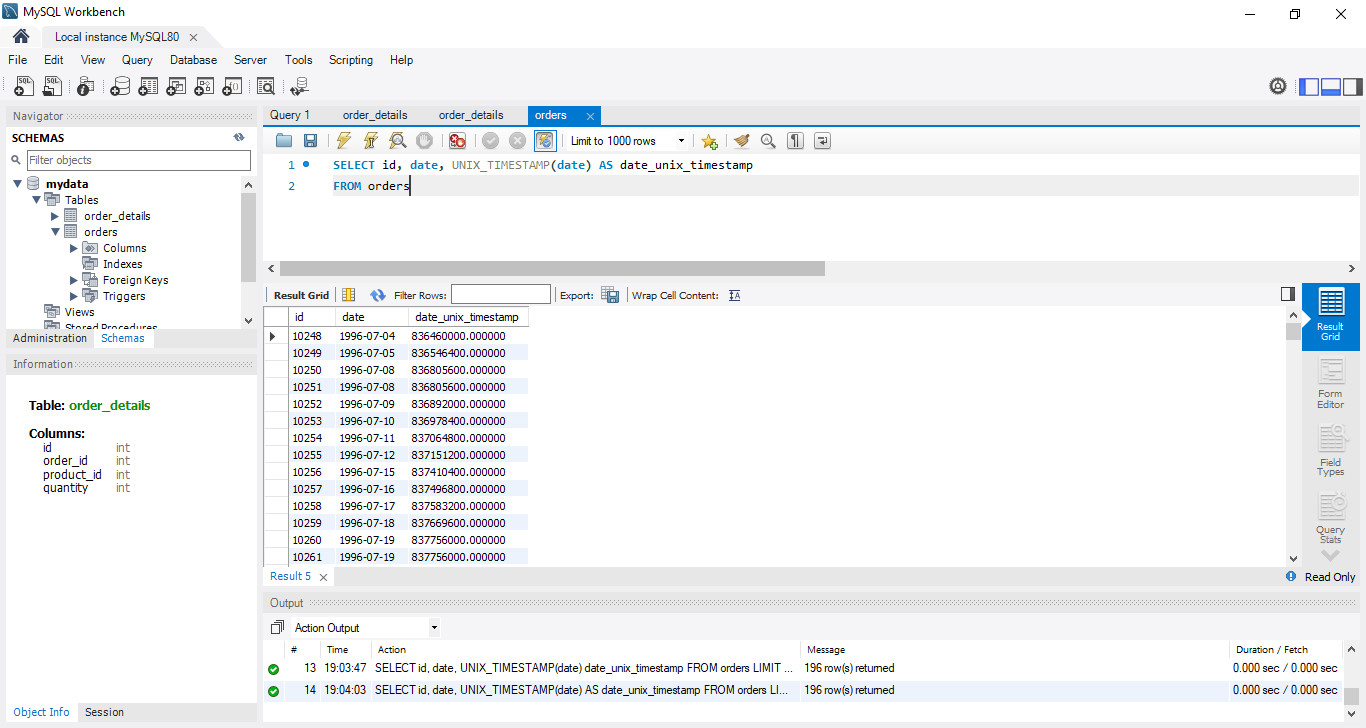 MySQL Workbench
Local instance MySQL80
File Edit View Query Database Server Tools Scripting Help
Navigator
SCHEMAS
Filter objects
mydata
Tables
order_details
orders
Columns
Indexes
Foreign Keys
Triggers
Views
Stored Procedures
Administration Schemas
Information
Table: order_details
Columns:
id int
order_id int
product_id int
quantity int
Object Info Session
Query 1 order_details order_details orders
Limit to 1000 rows
1 SELECT id, date, UNIX_TIMESTAMP(date) AS date_unix_timestamp
2 FROM orders
Result Grid Filter Rows: Export: Wrap Cell Content:
id date date_unix_timestamp
10248 1996-07-04 836460000.000000
10249 1996-07-05 836546400.000000
10250 1996-07-08 836805600.000000
10251 1996-07-08 836805600.000000
10252 1996-07-09 836892000.000000
10253 1996-07-10 836978400.000000
10254 1996-07-11 837064800.000000
10255 1996-07-12 837151200.000000
10256 1996-07-15 837410400.000000
10257 1996-07-16 837496800.000000
10258 1996-07-17 837583200.000000
10259 1996-07-18 837669600.000000
10260 1996-07-19 837756000.000000
10261 1996-07-19 837756000.000000
Result
Grid
Form
Editor
Field
Types
Query
Stats
Result 5 Read Only
Output
Action Output
# Time Action Message Duration / Fetch
13 19:03:47 SELECT id, date, UNIX_TIMESTAMP(date) date_unix_timestamp FROM orders LIMIT ... 196 row(s) returned 0.000 sec / 0.000 sec
14 19:04:03 SELECT id, date, UNIX_TIMESTAMP(date) AS date_unix_timestamp FROM orders LI... 196 row(s) returned 0.000 sec / 0.000 sec